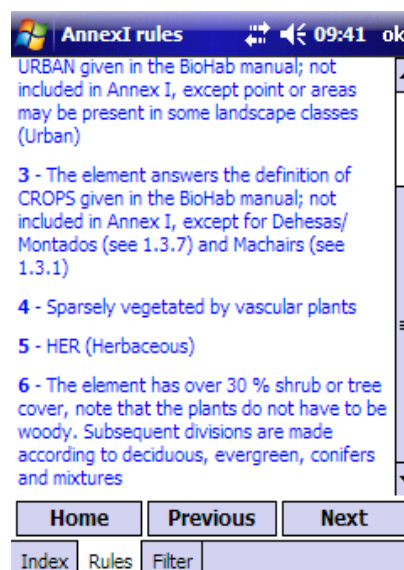 AnnexI rules 09:41 ok
URBAN given in the BioHab manual; not
included in Annex I, except point or areas
may be present in some landscape classes
(Urban)
3 - The element answers the definition of
CROPS given in the BioHab manual; not
included in Annex I, except for Dehesas/
Montados (see 1.3.7) and Machairs (see
1.3.1)
4 - Sparsely vegetated by vascular plants
5 - HER (Herbaceous)
6 - The element has over 30 % shrub or tree
cover, note that the plants do not have to be
woody. Subsequent divisions are made
according to deciduous, evergreen, conifers
and mixtures
Home Previous Next
Index Rules Filter